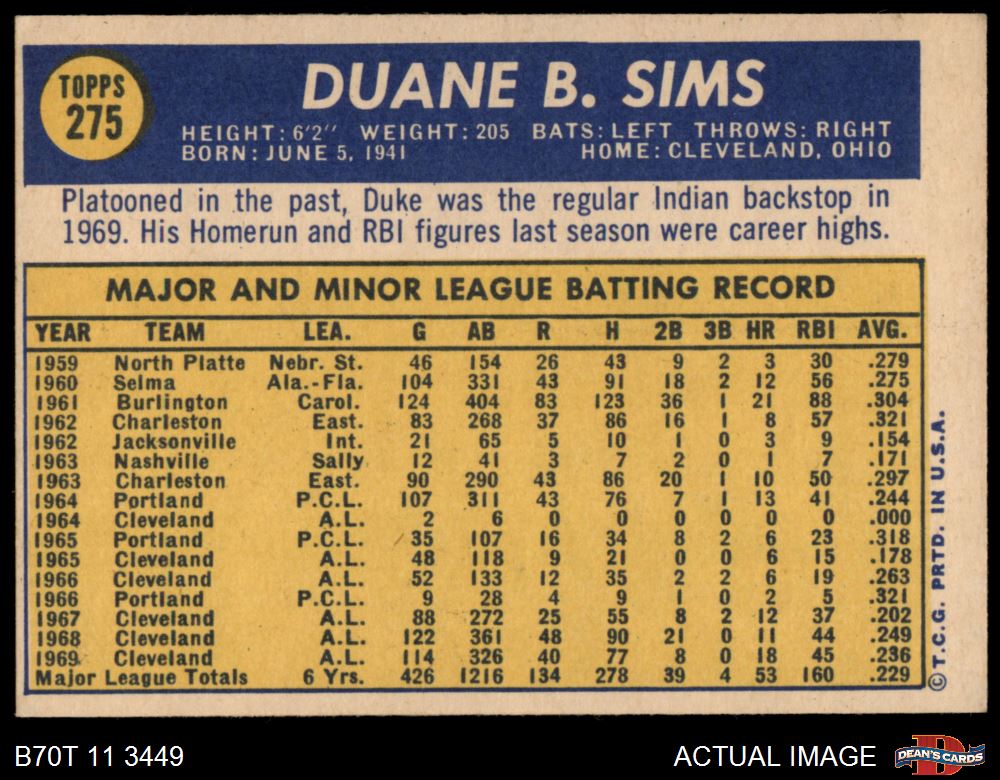 TOPPS
275
DUANE B. SIMS
HEIGHT: 6'2" WEIGHT: 205 BATS: LEFT THROWS: RIGHT
BORN: JUNE 5, 1941 HOME: CLEVELAND, OHIO
Platooned in the past, Duke was the regular Indian backstop in
1969. His Homerun and RBI figures last season were career highs.
MAJOR AND MINOR LEAGUE BATTING RECORD
YEAR TEAM LEA. G AB R H 2B 3B HR RBI AVG.
1959 North Platte Nebr. St. 46 154 26 43 9 2 3 30 .279
1960 Selma Ala.-Fla. 104 331 43 91 18 2 12 56 .275
1961 Burlington Carol. 124 404 83 123 36 1 21 88 .304
1962 Charleston East. 83 268 37 86 16 1 8 57 .321
1962 Jacksonville Int. 21 65 5 10 1 0 3 9 .154
1963 Nashville Sally 12 41 3 7 2 0 1 7 .171
1963 Charleston East. 90 290 43 86 20 1 10 50 .297
1964 Portland P.C.L. 107 311 43 76 7 1 13 41 .244
1964 Cleveland A.L. 2 6 0 0 0 0 0 0 .000
1965 Portland P.C.L. 35 107 16 34 8 2 6 23 .318
1965 Cleveland A.L. 48 118 9 21 0 0 6 15 .178
1966 Cleveland A.L. 52 133 12 35 2 2 6 19 .263
1966 Portland P.C.L. 9 28 4 9 1 0 2 5 .321
1967 Cleveland A.L. 88 272 25 55 8 2 12 37 .202
1968 Cleveland A.L. 122 361 48 90 21 0 11 44 .249
1969 Cleveland A.L. 114 326 40 77 8 0 18 45 .236
Major League Totals 6 Yrs. 426 1216 134 278 39 4 53 160 .229
© T.C.G. PRTD. IN U.S.A.
B70T 11 3449
ACTUAL IMAGE
D
DEAN'S CARDS